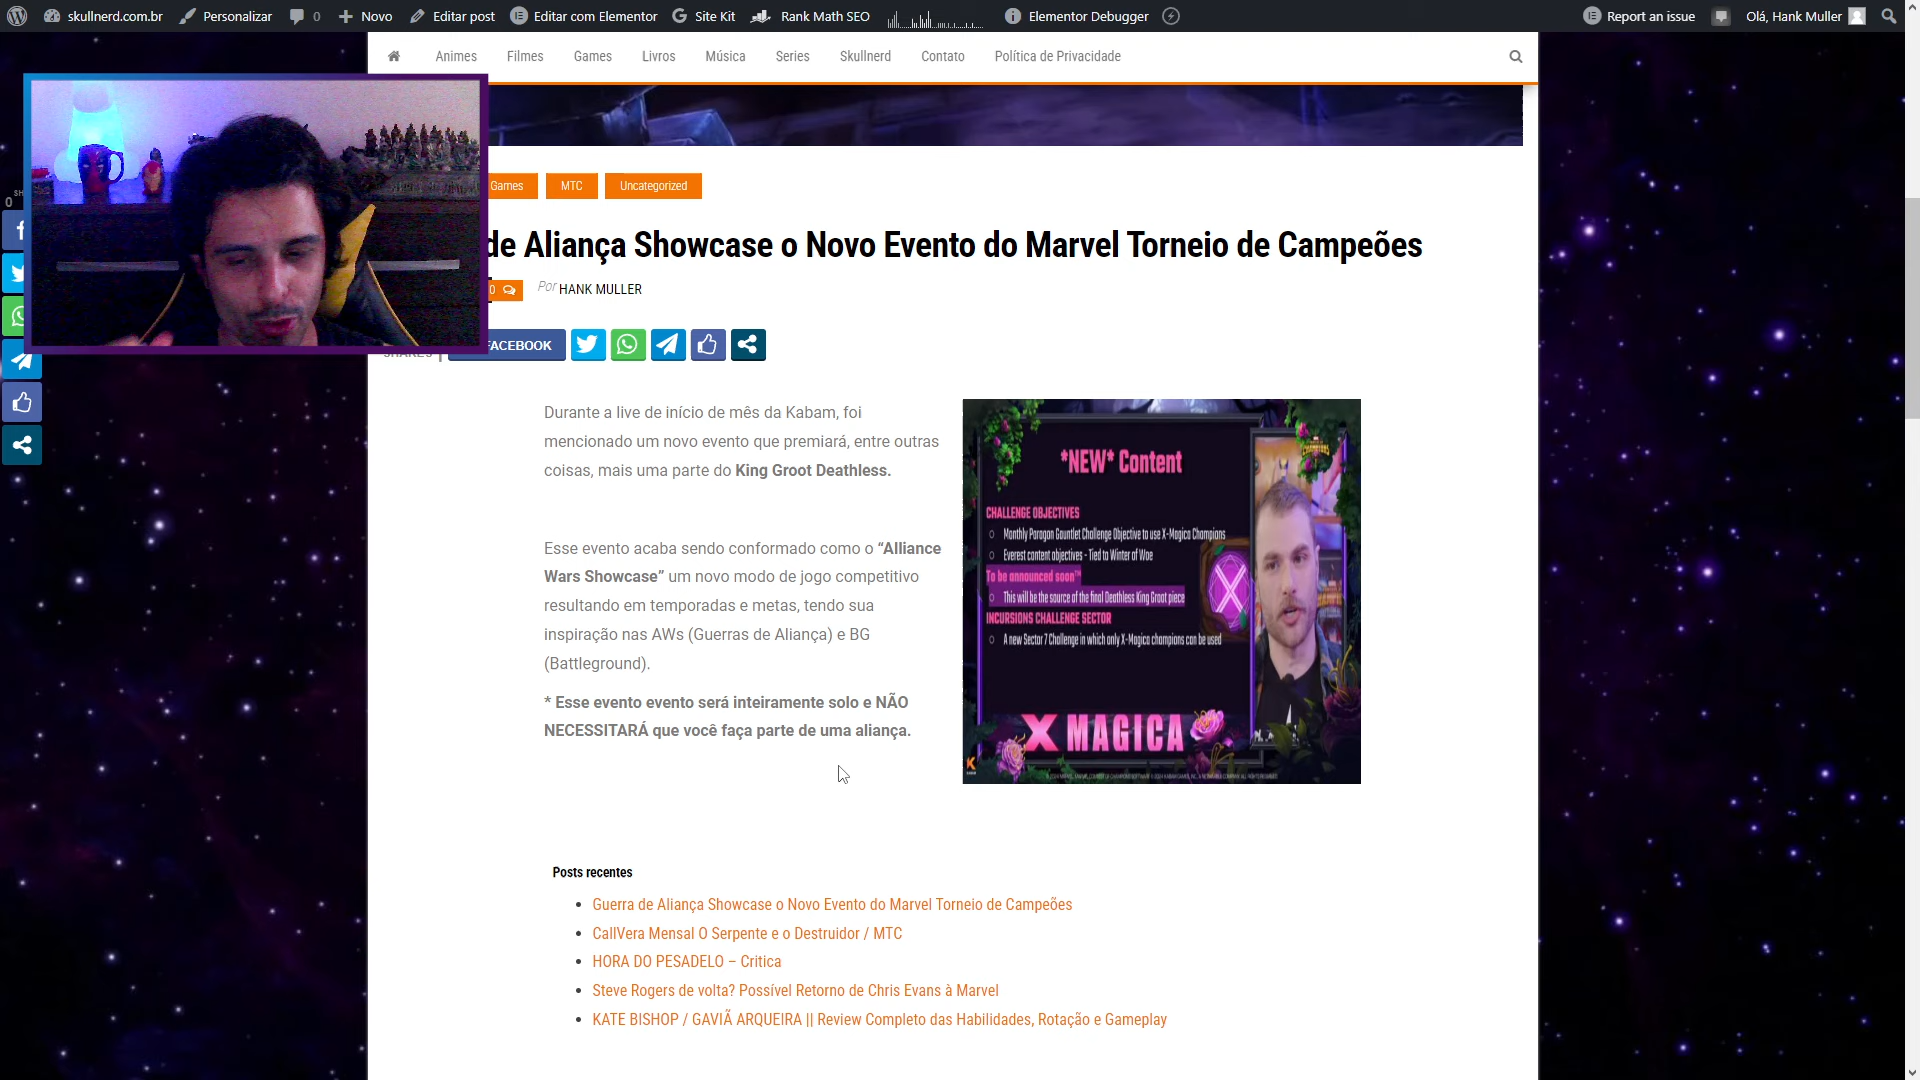 skullnerd.com.br Personalizar 0 Novo Editar post Editar com Elementor Site Kit Rank Math SEO Elementor Debugger Report an issue Olá, Hank Muller
Animes Filmes Games Livros Música Series Skullnerd Contato Política de Privacidade
SH
0
Games MTC Uncategorized
de Aliança Showcase o Novo Evento do Marvel Torneio de Campeões
0 Por HANK MULLER
SHARES
ACEBOOK
Durante a live de início de mês da Kabam, foi
mencionado um novo evento que premiará, entre outras
coisas, mais uma parte do King Groot Deathless.
Esse evento acaba sendo conformado como o “Alliance
Wars Showcase” um novo modo de jogo competitivo
resultando em temporadas e metas, tendo sua
inspiração nas AWs (Guerras de Aliança) e BG
(Battleground).
* Esse evento evento será inteiramente solo e NÃO
NECESSITARÁ que você faça parte de uma aliança.
*NEW* Content
CHALLENGE OBJECTIVES
Monthly Paragon Gauntlet Challenge Objective to use X-Magica Champions
Everest content objectives - Tied to Winter of Woe
To be announced soon™
This will be the source of the final Deathless King Groot piece
INCURSIONS CHALLENGE SECTOR
A new Sector 7 Challenge in which only X-Magica champions can be used
X MAGICA
Posts recentes
Guerra de Aliança Showcase o Novo Evento do Marvel Torneio de Campeões
CallVera Mensal O Serpente e o Destruidor / MTC
HORA DO PESADELO – Critica
Steve Rogers de volta? Possível Retorno de Chris Evans à Marvel
KATE BISHOP / GAVIÃ ARQUEIRA || Review Completo das Habilidades, Rotação e Gameplay